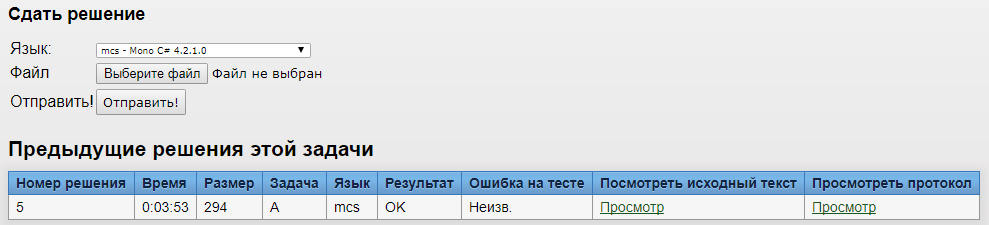 Сдать решение
Язык: mcs - Mono C# 4.2.1.0
Файл Выберите файл Файл не выбран
Отправить! Отправить!
Предыдущие решения этой задачи
Номер решения Время Размер Задача Язык Результат Ошибка на тесте Посмотреть исходный текст Просмотреть протокол
5 0:03:53 294 A mcs OK Неизв. Просмотр Просмотр